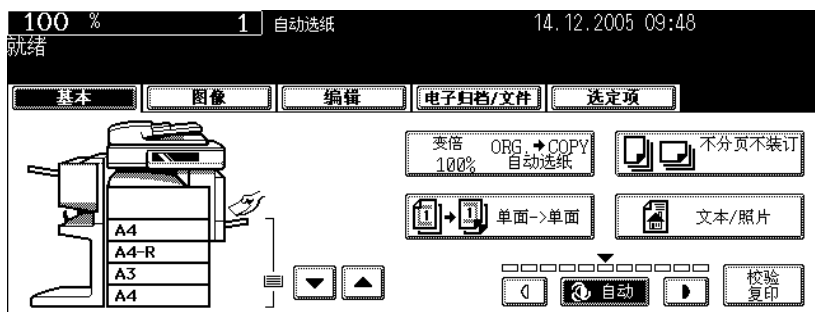 100 % 1 自动选纸 14.12.2005 09:48
就绪
基本 图像 编辑 电子归档/文件 选定项
变倍 ORG.➔COPY
100% 自动选纸
不分页不装订
1 ➔ 1 单面->单面
文本/照片
A4
A4-R
A3
A4
自动
校验
复印